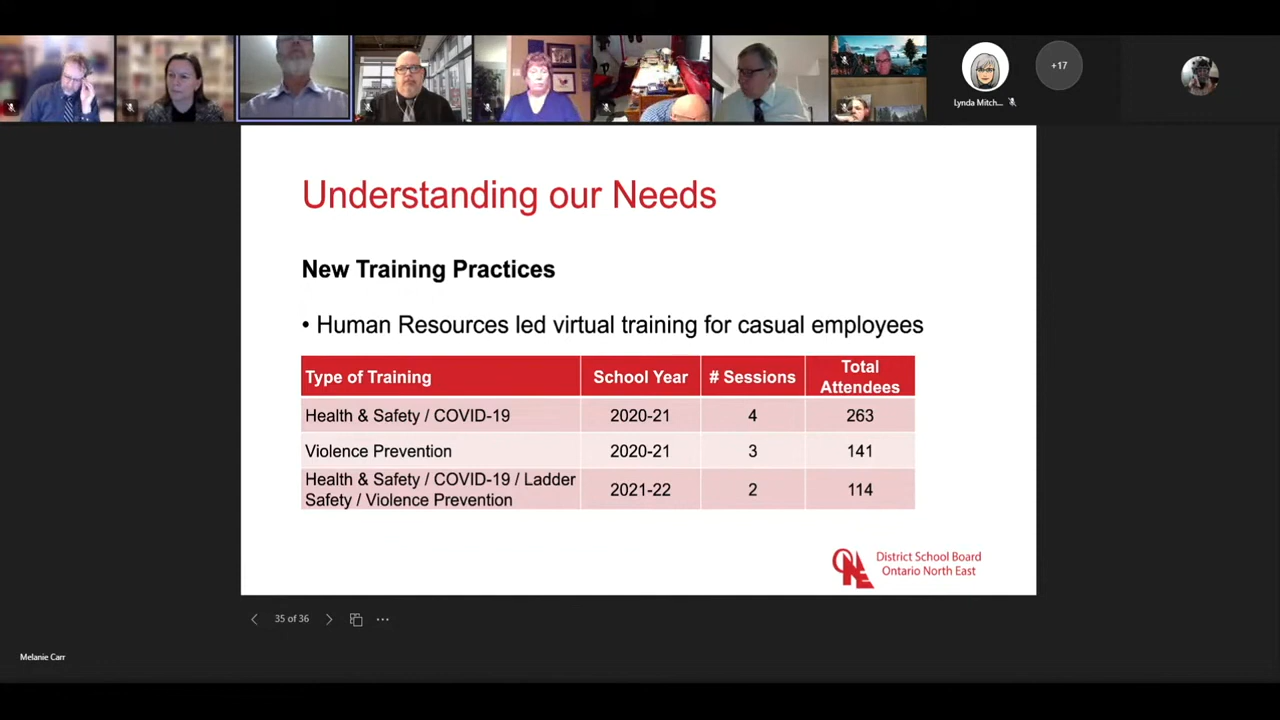 +17
Lynda Mitch...
Understanding our Needs
New Training Practices
• Human Resources led virtual training for casual employees
Type of Training School Year # Sessions Total Attendees
Health & Safety / COVID-19 2020-21 4 263
Violence Prevention 2020-21 3 141
Health & Safety / COVID-19 / Ladder
Safety / Violence Prevention 2021-22 2 114
ONE District School Board
Ontario North East
35 of 36
Melanie Carr